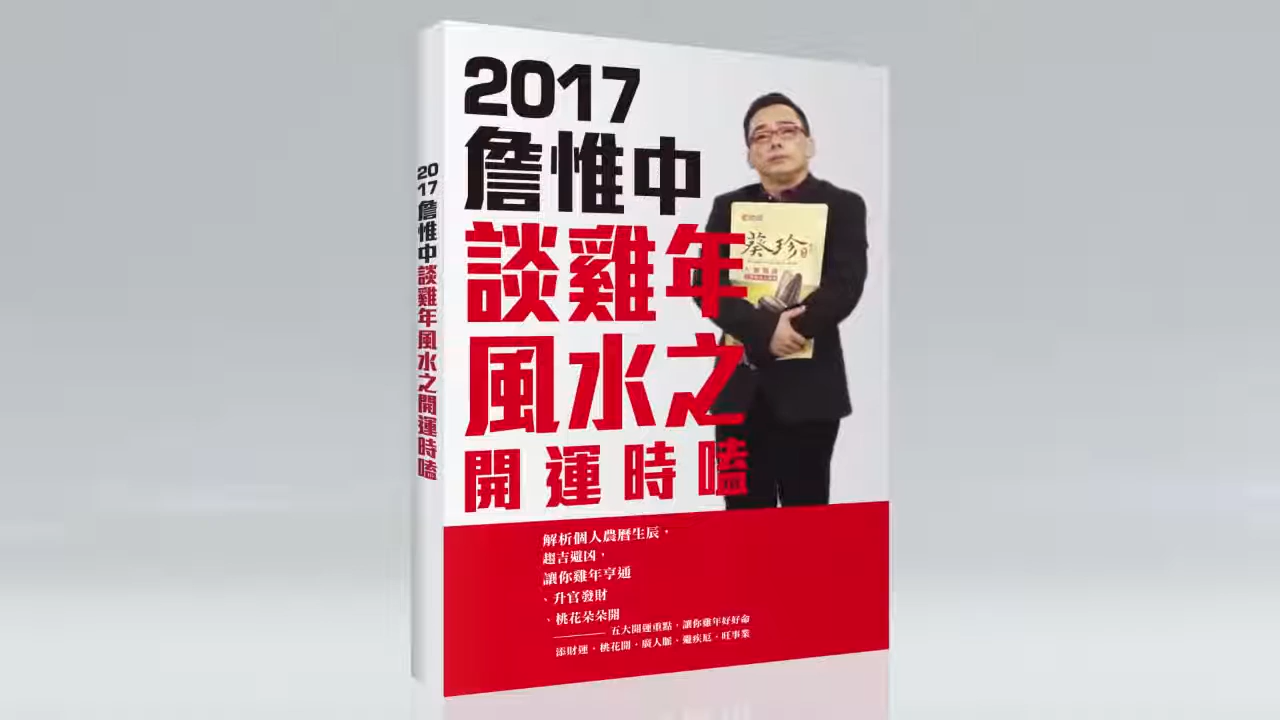 2017
詹惟中
談雞年
風水之
開運時嗑
2017詹惟中談雞年風水之開運時嗑
葵珍
解析個人農曆生辰，
趨吉避凶，
讓你雞年亨通
、升官發財
、桃花朵朵開
五大開運重點，讓你雞年好好命
添財運．桃花開．廣人脈、彌疾厄．旺事業